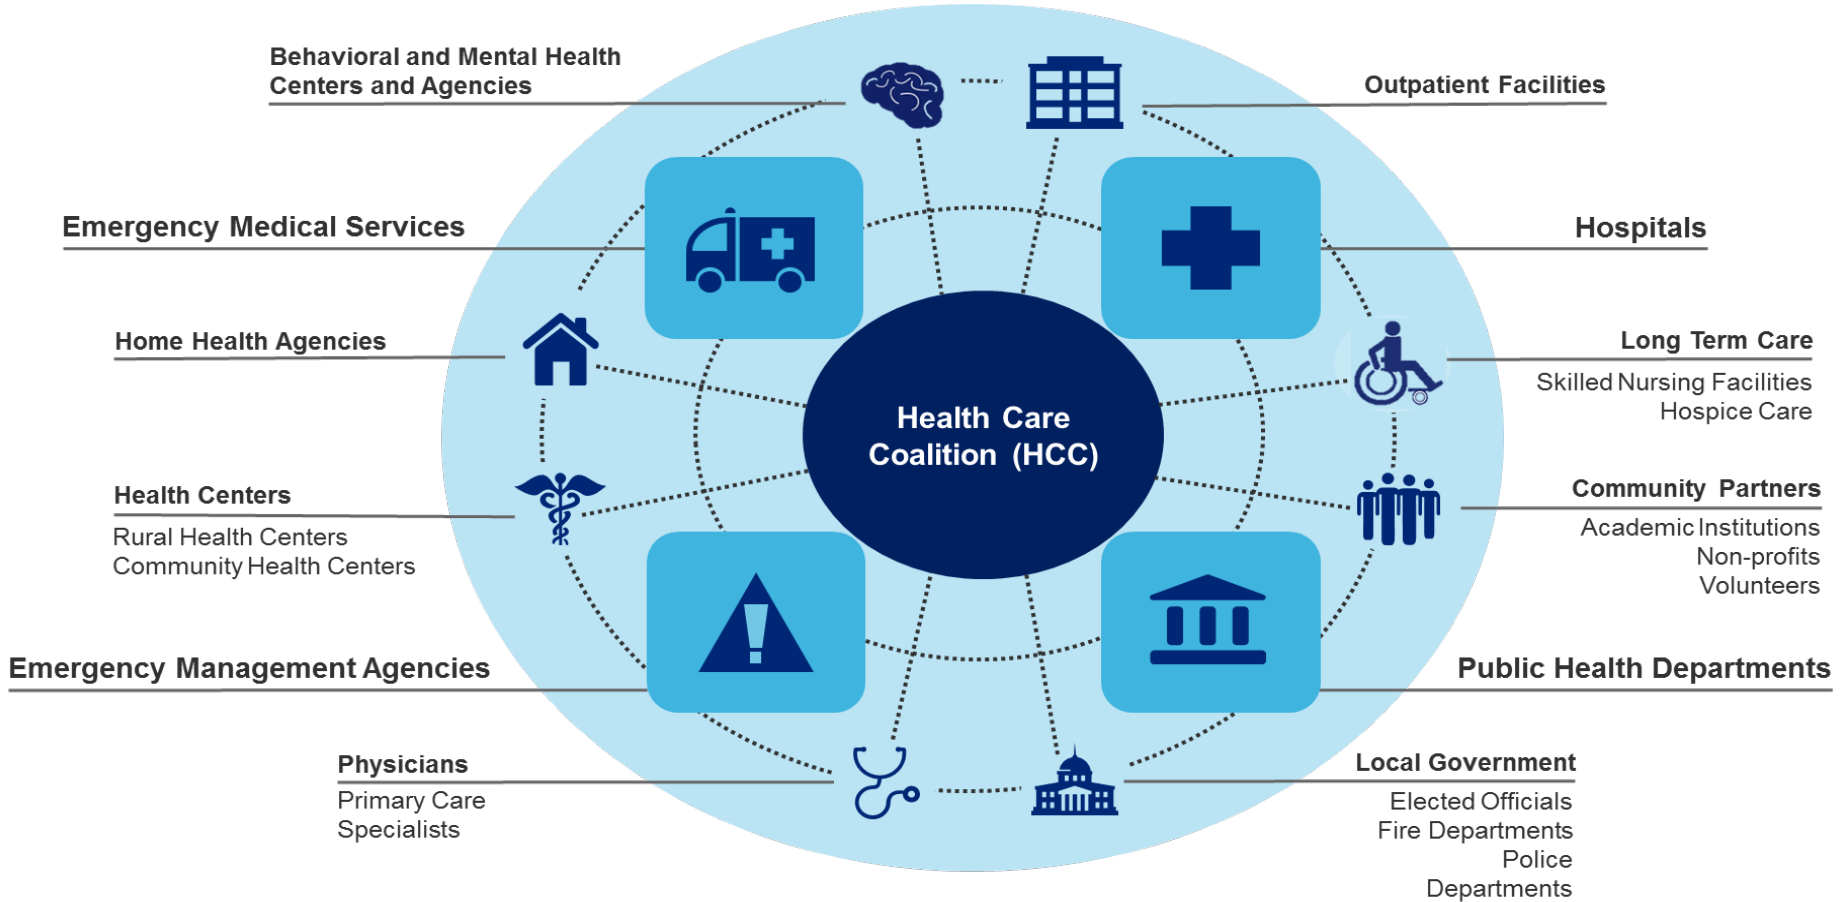 Behavioral and Mental Health
Centers and Agencies
Outpatient Facilities
Emergency Medical Services
Hospitals
Home Health Agencies
Long Term Care
Skilled Nursing Facilities
Hospice Care
Health Care
Coalition (HCC)
Health Centers
Rural Health Centers
Community Health Centers
Community Partners
Academic Institutions
Non-profits
Volunteers
Emergency Management Agencies
Public Health Departments
Physicians
Primary Care
Specialists
Local Government
Elected Officials
Fire Departments
Police
Departments